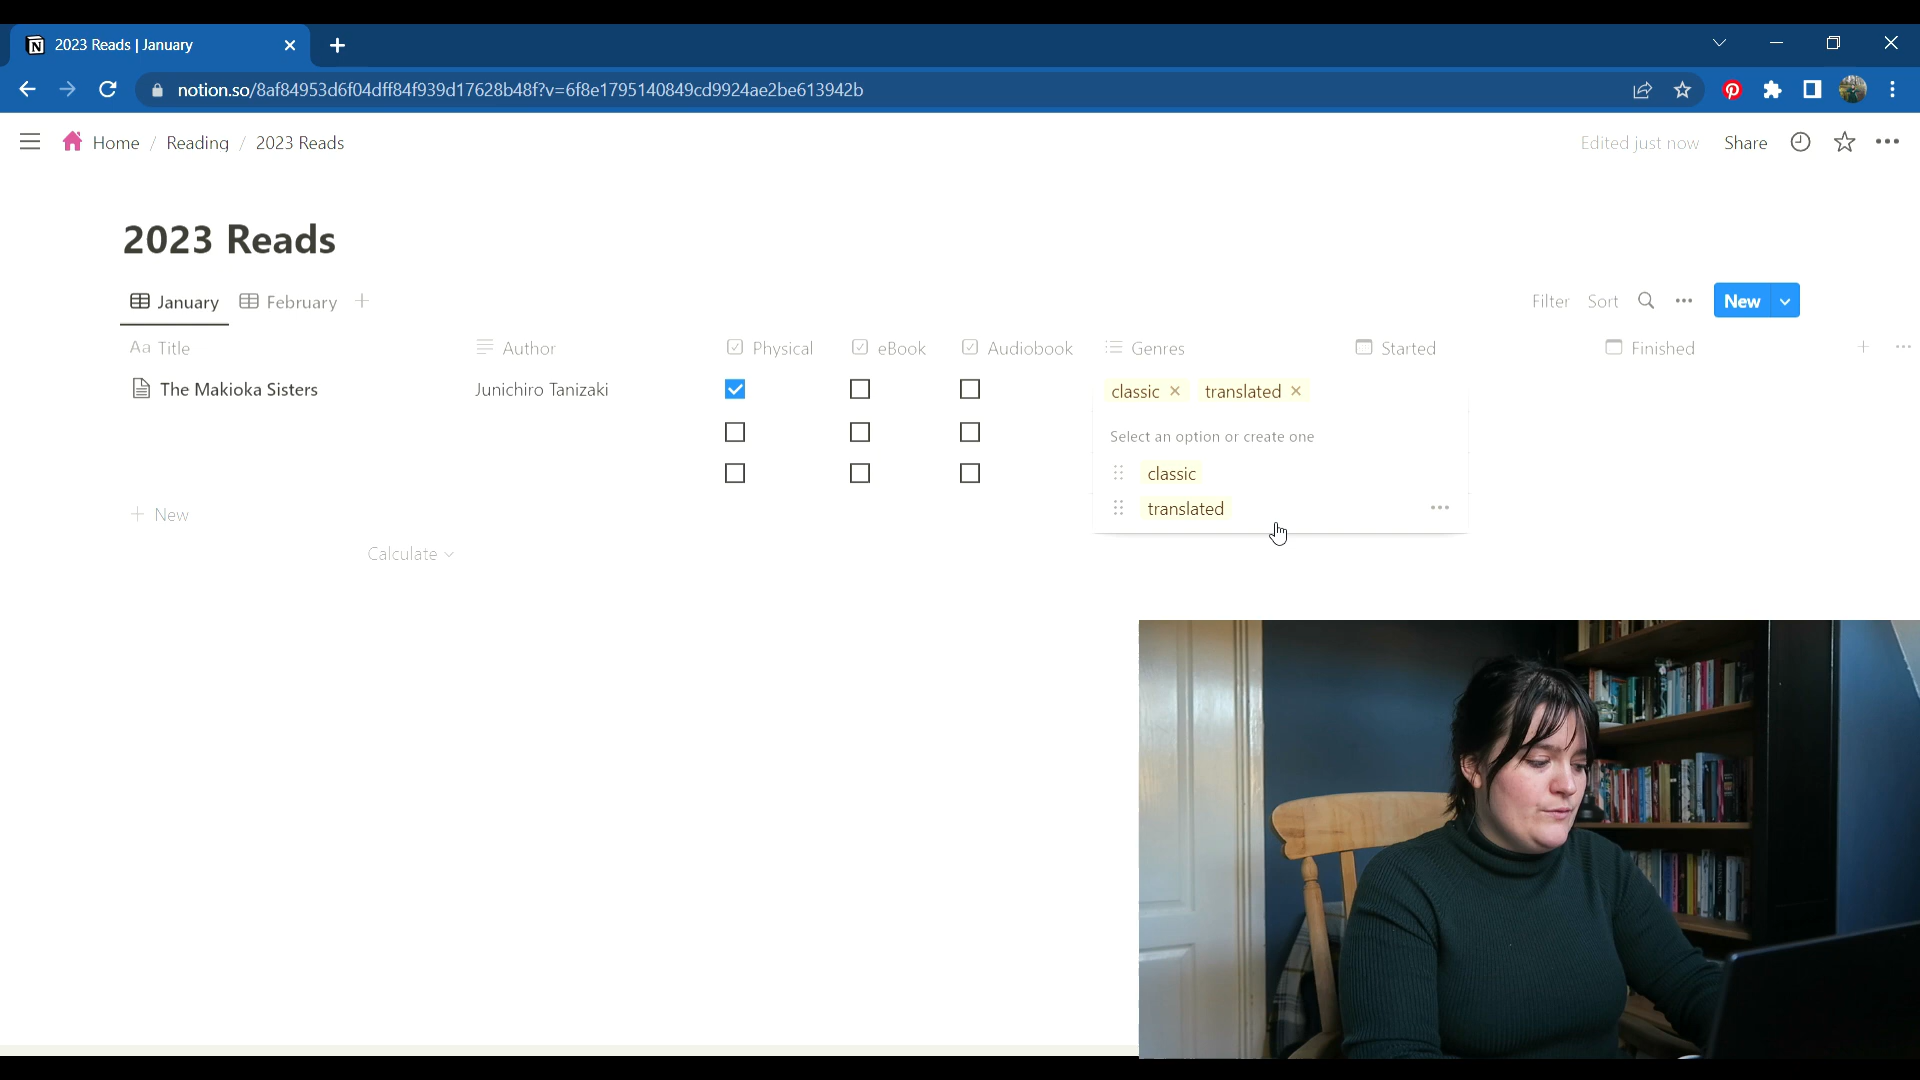 2023 Reads | January
notion.so/8af84953d6f04dff84f939d17628b48f?v=6f8e1795140849cd9924ae2be613942b
Home / Reading / 2023 Reads
Edited just now Share
2023 Reads
January February
Filter Sort New
Aa Title Author Physical eBook Audiobook Genres Started Finished
The Makioka Sisters Junichiro Tanizaki classic translated
Select an option or create one
classic
translated
New
Calculate